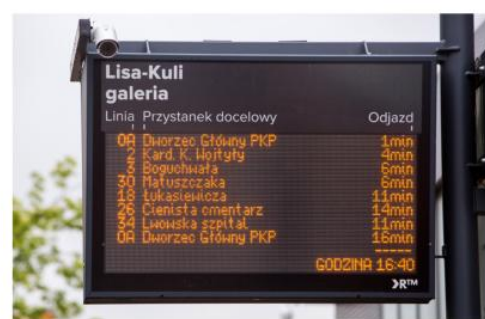 Lisa-Kuli
galeria
Linia Przystanek docelowy Odjazd
0A Dworzec Główny PKP 1min
2 Kard. K. Wojtyły 4min
3 Boguchwała 6min
30 Matuszczaka 6min
18 Łukasiewicza 11min
26 Cienista cmentarz 14min
34 Lwowska szpital 11min
0A Dworzec Główny PKP 16min
-----
GODZINA 16:40
RTM